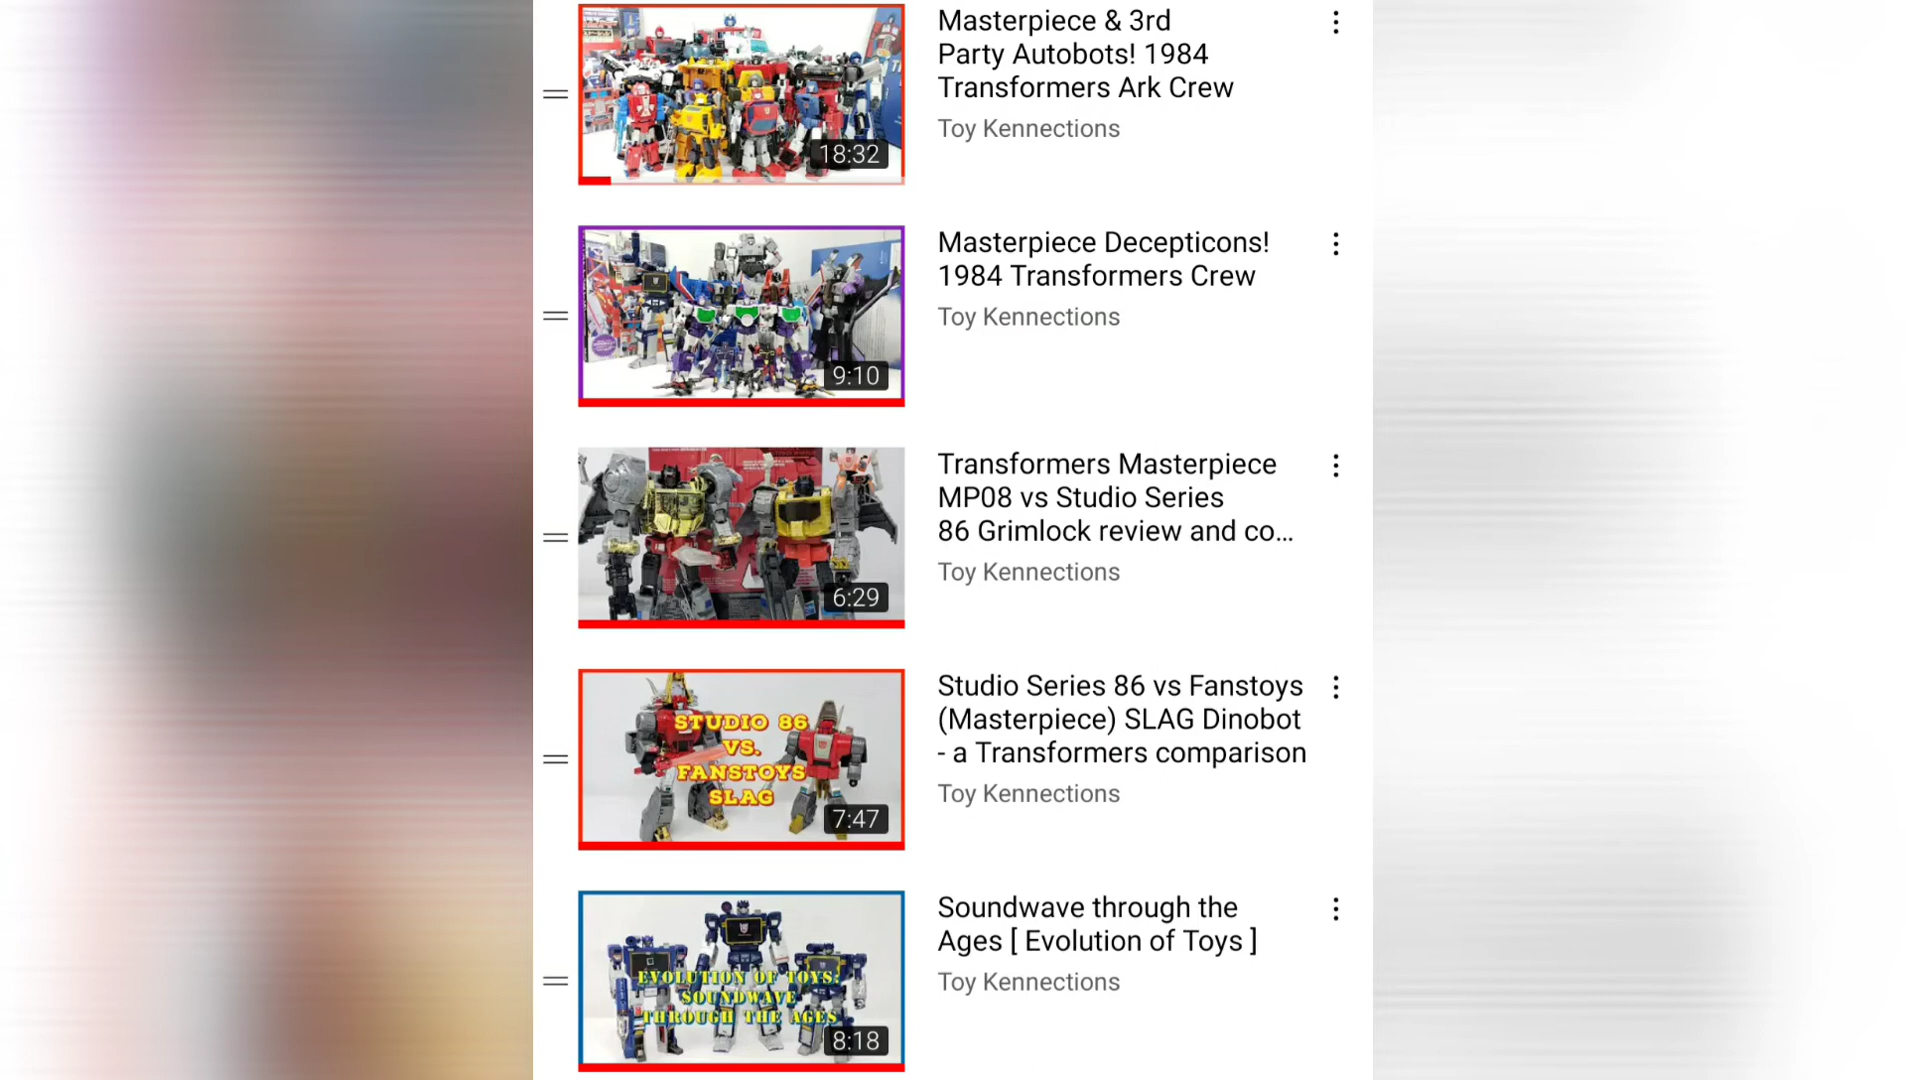 Masterpiece & 3rd
Party Autobots! 1984
Transformers Ark Crew
Toy Kennections
18:32
Masterpiece Decepticons!
1984 Transformers Crew
Toy Kennections
9:10
Transformers Masterpiece
MP08 vs Studio Series
86 Grimlock review and co...
Toy Kennections
6:29
Studio Series 86 vs Fanstoys
(Masterpiece) SLAG Dinobot
- a Transformers comparison
Toy Kennections
STUDIO 86
VS.
FANSTOYS
SLAG
7:47
Soundwave through the
Ages [ Evolution of Toys ]
Toy Kennections
EVOLUTION OF TOYS:
SOUNDWAVE
THROUGH THE AGES
8:18